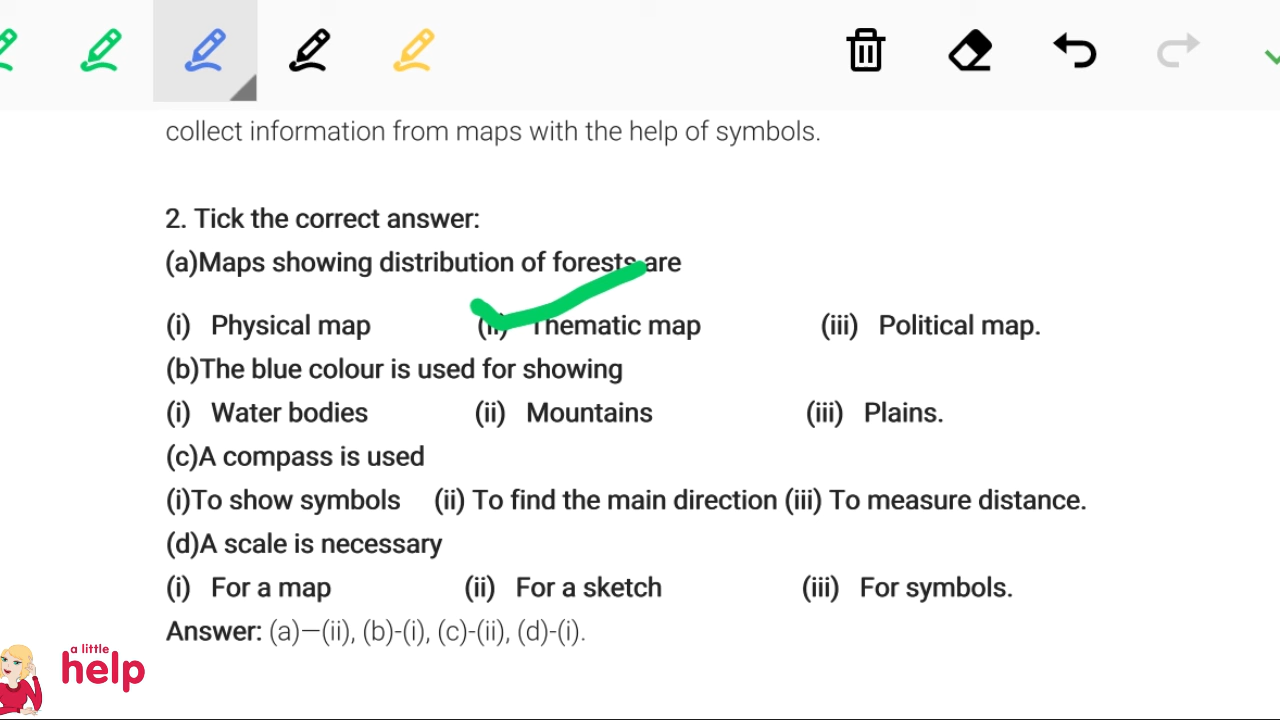 collect information from maps with the help of symbols.
2. Tick the correct answer:
(a)Maps showing distribution of forests are
(i) Physical map (ii) Thematic map (iii) Political map.
(b)The blue colour is used for showing
(i) Water bodies (ii) Mountains (iii) Plains.
(c)A compass is used
(i)To show symbols (ii) To find the main direction (iii) To measure distance.
(d)A scale is necessary
(i) For a map (ii) For a sketch (iii) For symbols.
Answer: (a)—(ii), (b)-(i), (c)-(ii), (d)-(i).
a little
help